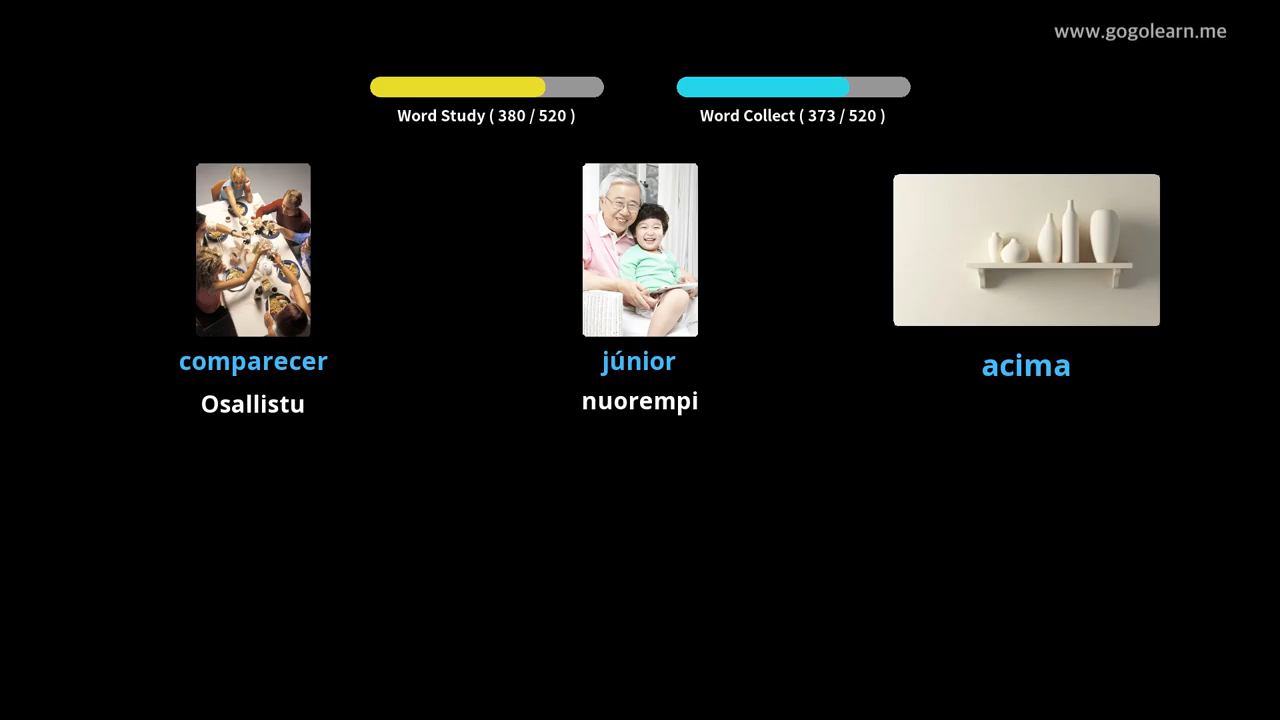 www.gogolearn.me
Word Study ( 380 / 520 )
Word Collect ( 373 / 520 )
comparecer
Osallistu
júnior
nuorempi
acima